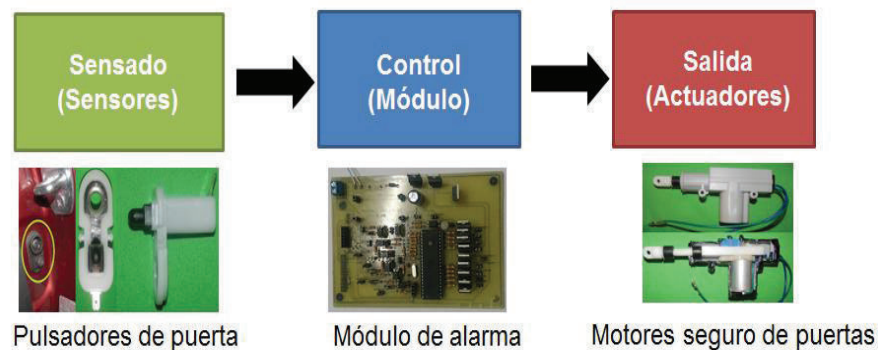 Sensado
(Sensores)
Control
(Módulo)
Salida
(Actuadores)
Pulsadores de puerta
Módulo de alarma
Motores seguro de puertas